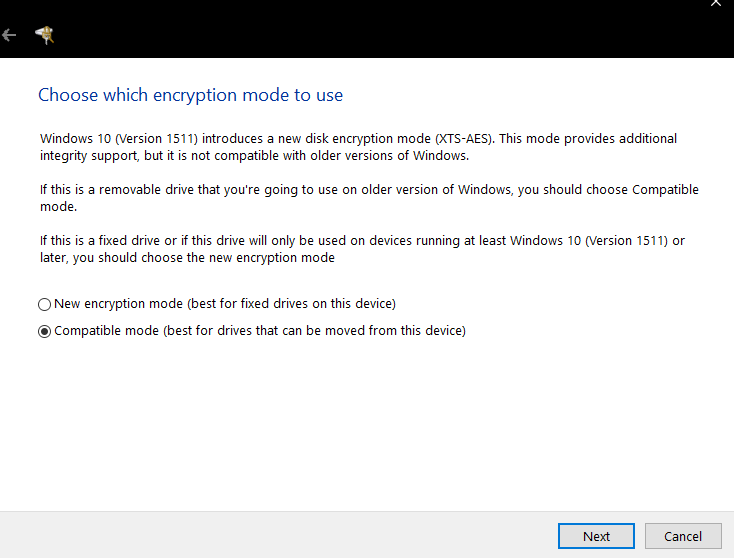 Choose which encryption mode to use
Windows 10 (Version 1511) introduces a new disk encryption mode (XTS-AES). This mode provides additional
integrity support, but it is not compatible with older versions of Windows.
If this is a removable drive that you're going to use on older version of Windows, you should choose Compatible
mode.
If this is a fixed drive or if this drive will only be used on devices running at least Windows 10 (Version 1511) or
later, you should choose the new encryption mode
New encryption mode (best for fixed drives on this device)
Compatible mode (best for drives that can be moved from this device)
Next Cancel